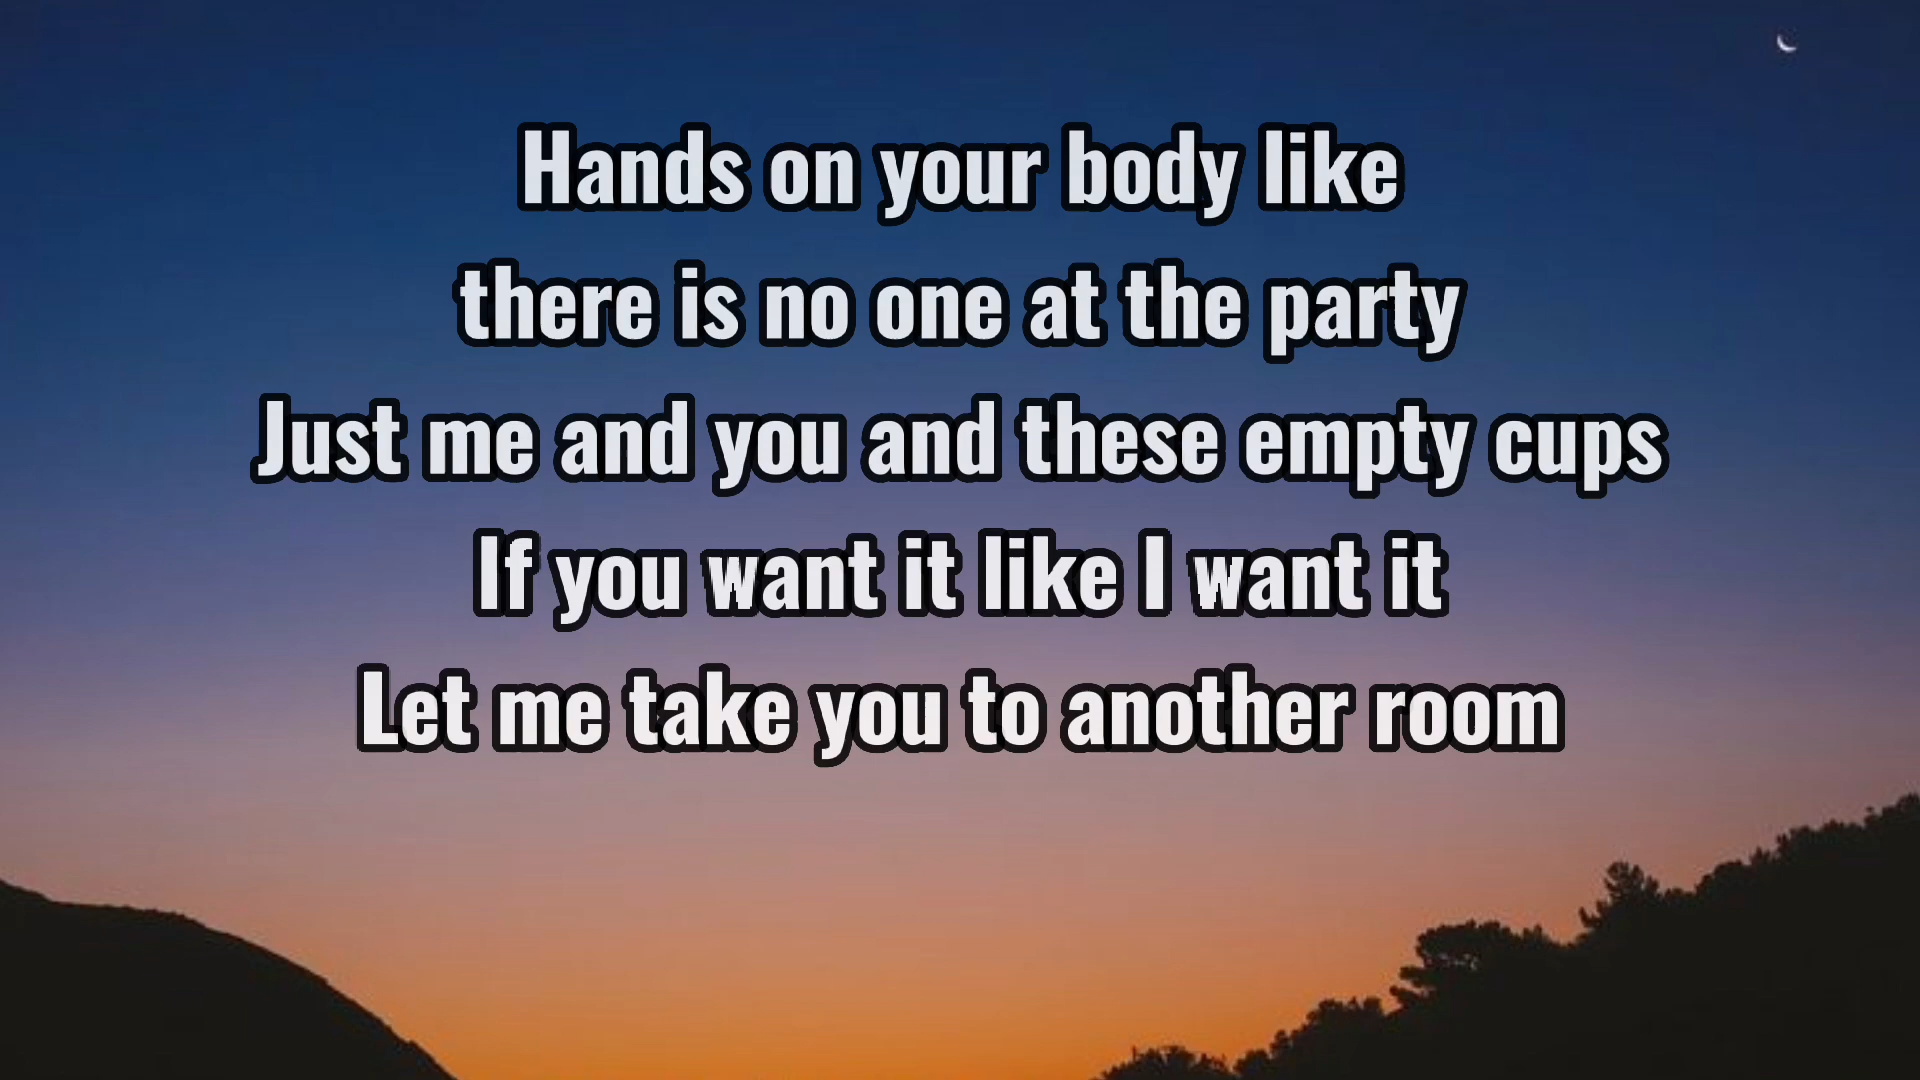 Hands on your body like
there is no one at the party
Just me and you and these empty cups
If you want it like I want it
Let me take you to another room